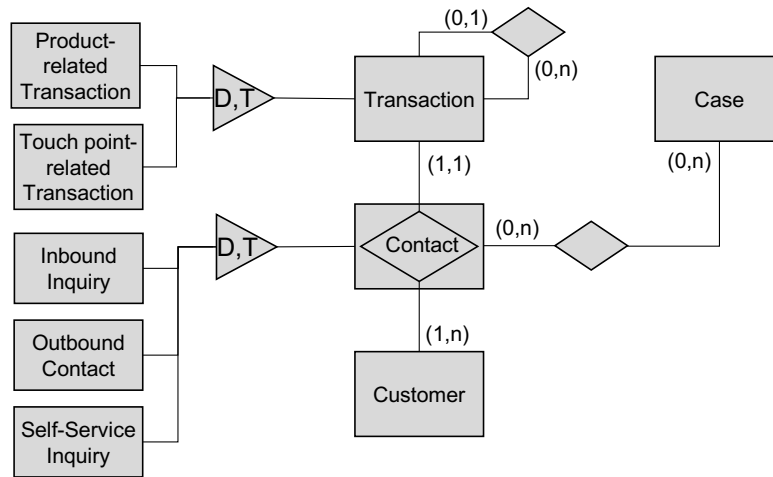 Product-
related
Transaction
D,T
Touch point-
related
Transaction
(0,1)
(0,n)
Transaction
Case
(1,1)
(0,n)
Inbound
Inquiry
D,T
Contact
(0,n)
Outbound
Contact
(1,n)
Customer
Self-Service
Inquiry